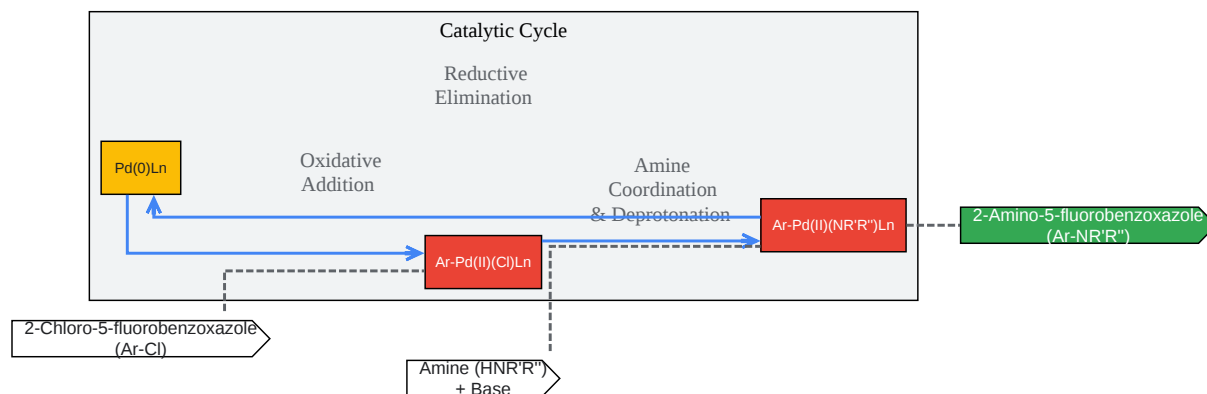 Catalytic Cycle
Reductive
Elimination
Pd(0)Ln
Oxidative
Addition
Amine
Coordination
& Deprotonation
Ar-Pd(II)(NR'R")Ln
2-Amino-5-fluorobenzoxazole
(Ar-NR'R")
Ar-Pd(II)(Cl)Ln
2-Chloro-5-fluorobenzoxazole
(Ar-Cl)
Amine (HNR'R")
+ Base